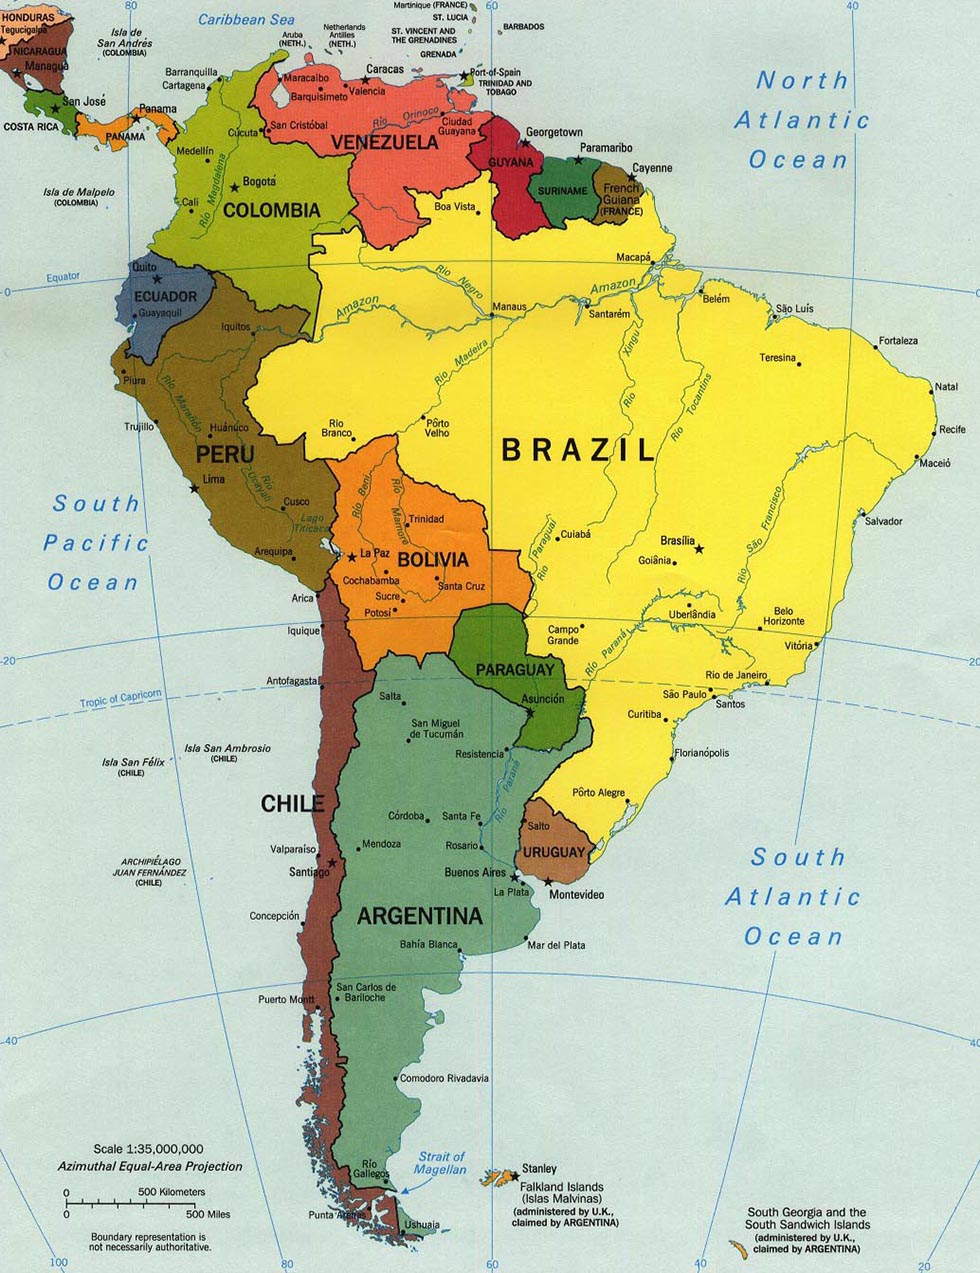 HONDURAS
Tegucigalpa
NICARAGUA
Managua
San José
COSTA RICA
Panama
PANAMA
80
Caribbean Sea
Isla de
San Andrés
(COLOMBIA)
Aruba
(NETH.)
Netherlands
Antilles
(NETH.)
Martinique (FRANCE)
ST. LUCIA
ST. VINCENT AND
THE GRENADINES
GRENADA
60
BARBADOS
40
North
Atlantic
Ocean
Barranquilla
Cartagena
Maracaibo
Caracas
Barquisimeto
Valencia
Port-of-Spain
TRINIDAD AND
TOBAGO
Cúcuta
San Cristóbal
Río Orinoco
Ciudad
Guayana
VENEZUELA
Georgetown
GUYANA
Paramaribo
SURINAME
Cayenne
French
Guiana
(FRANCE)
Medellín
Río Magdalena
Bogotá
Cali
COLOMBIA
Isla de Malpelo
(COLOMBIA)
Boa Vista
Equator
0
0
Quito
ECUADOR
Guayaquil
Macapá
Rio Negro
Amazon
Amazon
Manaus
Santarém
Belém
São Luís
Fortaleza
Teresina
Natal
Recife
Maceió
Salvador
Iquitos
Rio Madeira
Rio Xingu
Rio Tocantins
Piura
Río Marañón
Trujillo
Huánuco
PERU
Río
Ucayali
Lima
Cusco
Lago
Titicaca
Arequipa
Rio
Branco
Pôrto
Velho
BRAZIL
South
Pacific
Ocean
Río Beni
Río Mamoré
Trinidad
La Paz
BOLIVIA
Cochabamba
Santa Cruz
Sucre
Potosí
Rio Paraguai
Cuiabá
Brasília
Goiânia
Rio São Francisco
Uberlândia
Belo
Horizonte
Vitória
Campo
Grande
Rio Paraná
Rio de Janeiro
São Paulo
Santos
Curitiba
Florianópolis
Pôrto Alegre
Arica
Iquique
20
20
Antofagasta
Tropic of Capricorn
PARAGUAY
Asunción
Salta
San Miguel
de Tucumán
Resistencia
Río Paraná
Isla San Félix
(CHILE)
Isla San Ambrosio
(CHILE)
CHILE
Córdoba
Santa Fe
Salto
Mendoza
Rosario
URUGUAY
Valparaíso
Santiago
Buenos Aires
La Plata
Montevideo
ARCHIPIÉLAGO
JUAN FERNÁNDEZ
(CHILE)
South
Atlantic
Ocean
Concepción
ARGENTINA
Bahía Blanca
Mar del Plata
San Carlos de
Bariloche
Puerto Montt
40
40
Comodoro Rivadavia
Río
Gallegos
Strait of
Magellan
Punta Arenas
Ushuaia
Stanley
Falkland Islands
(Islas Malvinas)
(administered by U.K.,
claimed by ARGENTINA)
South Georgia and the
South Sandwich Islands
(administered by U.K.,
claimed by ARGENTINA)
Scale 1:35,000,000
Azimuthal Equal-Area Projection
0 500 Kilometers
0 500 Miles
Boundary representation is
not necessarily authoritative.
100
80
60
40
20